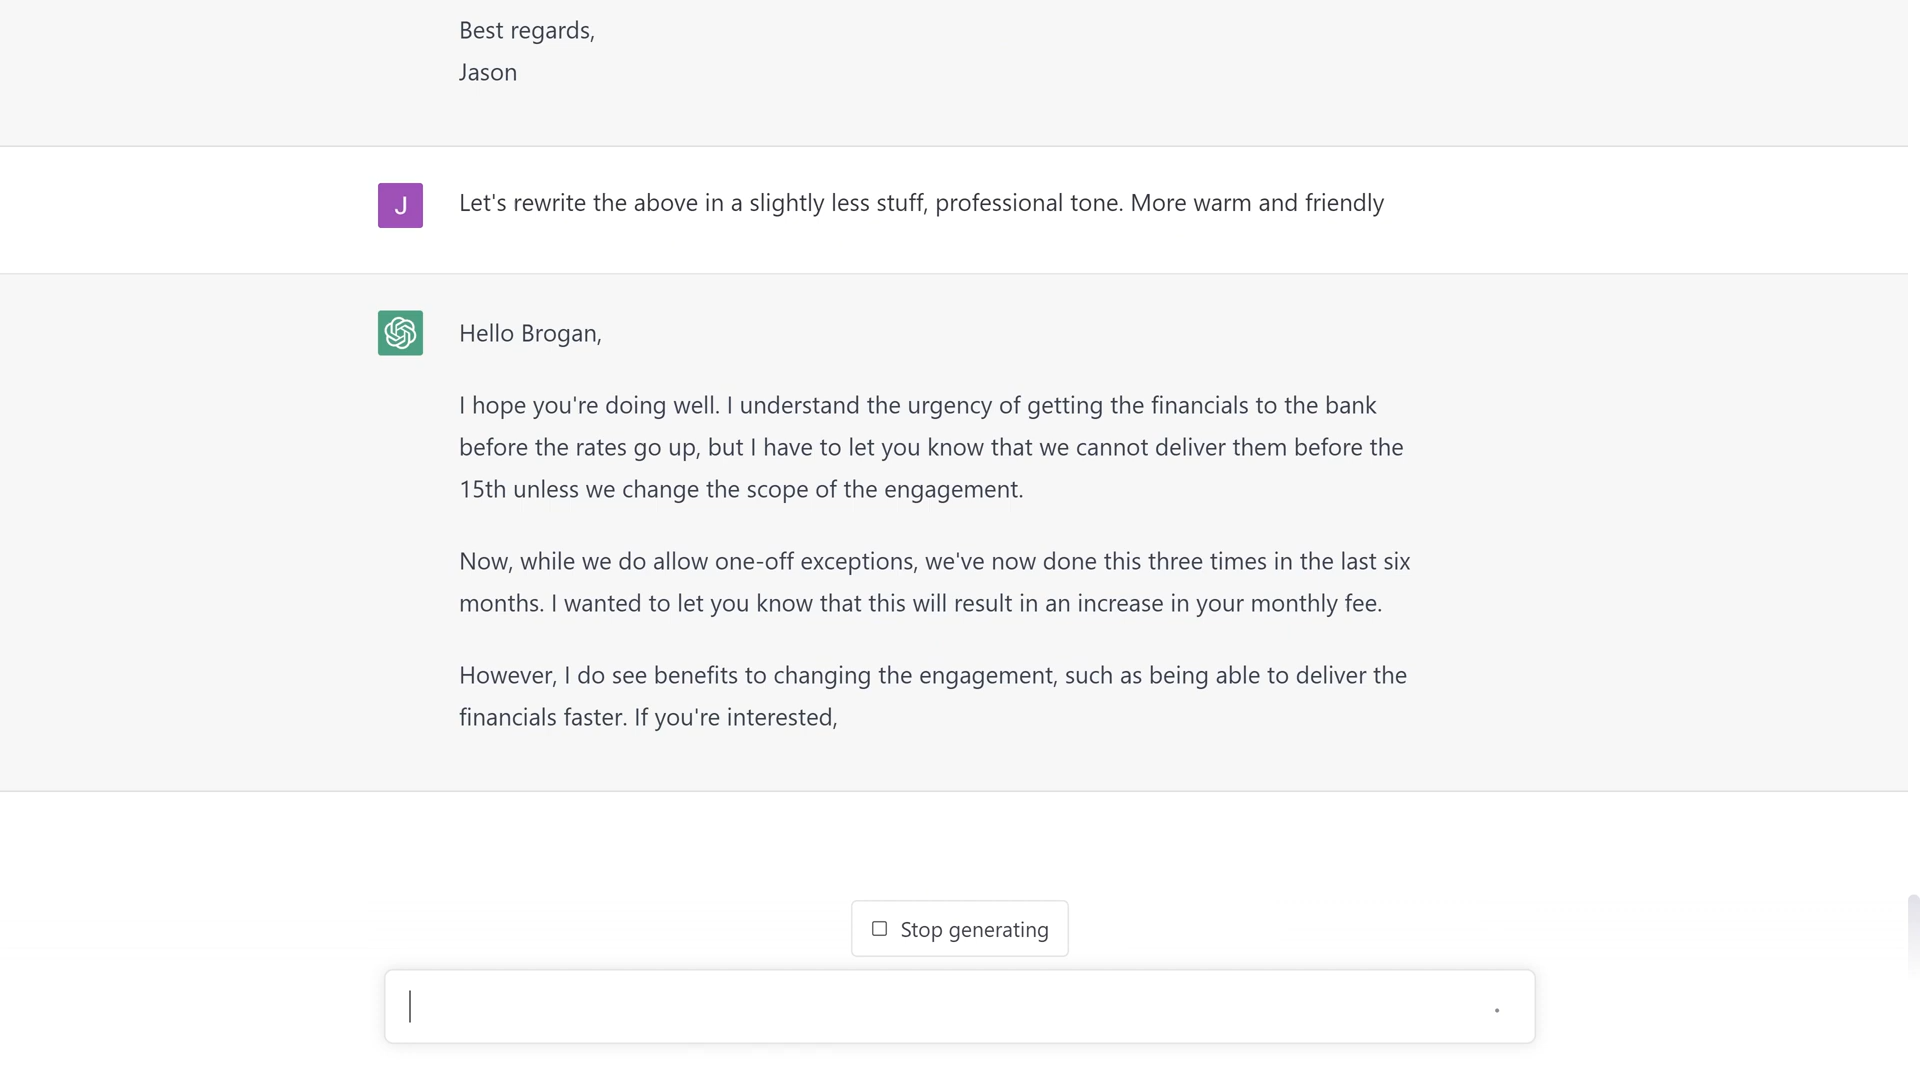 Best regards,
Jason
J
Let's rewrite the above in a slightly less stuff, professional tone. More warm and friendly
Hello Brogan,
I hope you're doing well. I understand the urgency of getting the financials to the bank
before the rates go up, but I have to let you know that we cannot deliver them before the
15th unless we change the scope of the engagement.
Now, while we do allow one-off exceptions, we've now done this three times in the last six
months. I wanted to let you know that this will result in an increase in your monthly fee.
However, I do see benefits to changing the engagement, such as being able to deliver the
financials faster. If you're interested,
Stop generating